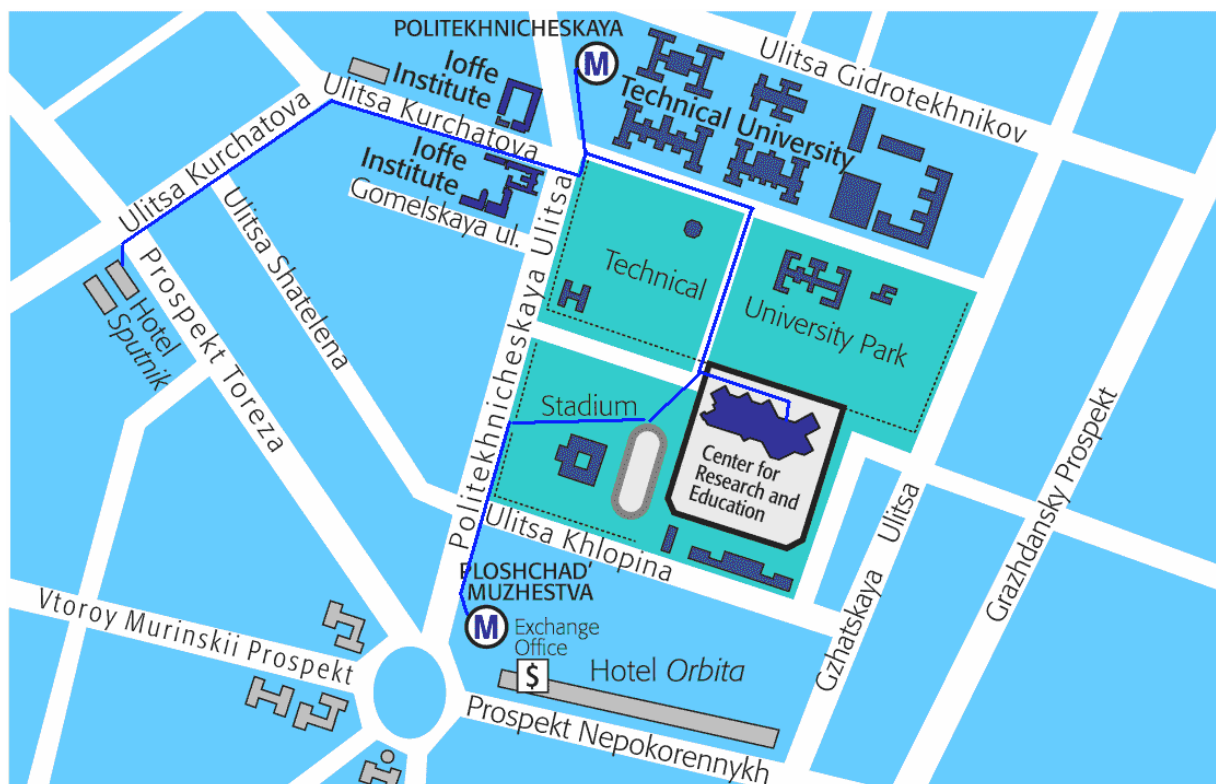 POLITEKHNICHESKAYA
M
Ulitsa Gidrotekhnikov
Ioffe
Institute
Technical University
Ulitsa Kurchatova
Ioffe
Institute
Gomelskaya ul.
Ulitsa Kurchatova
Ulitsa Shatelena
Politekhnicheskaya Ulitsa
Technical
University Park
Hotel
Sputnik
Prospekt Toreza
Stadium
Center for
Research and
Education
Ulitsa Khlopina
Politekhnicheskaya
Gzhatskaya Ulitsa
Grazhdansky Prospekt
PLOSHCHAD'
MUZHESTVA
M
Exchange
Office
$
Hotel Orbita
Vtoroy Murinskii Prospekt
Prospekt Nepokorennykh